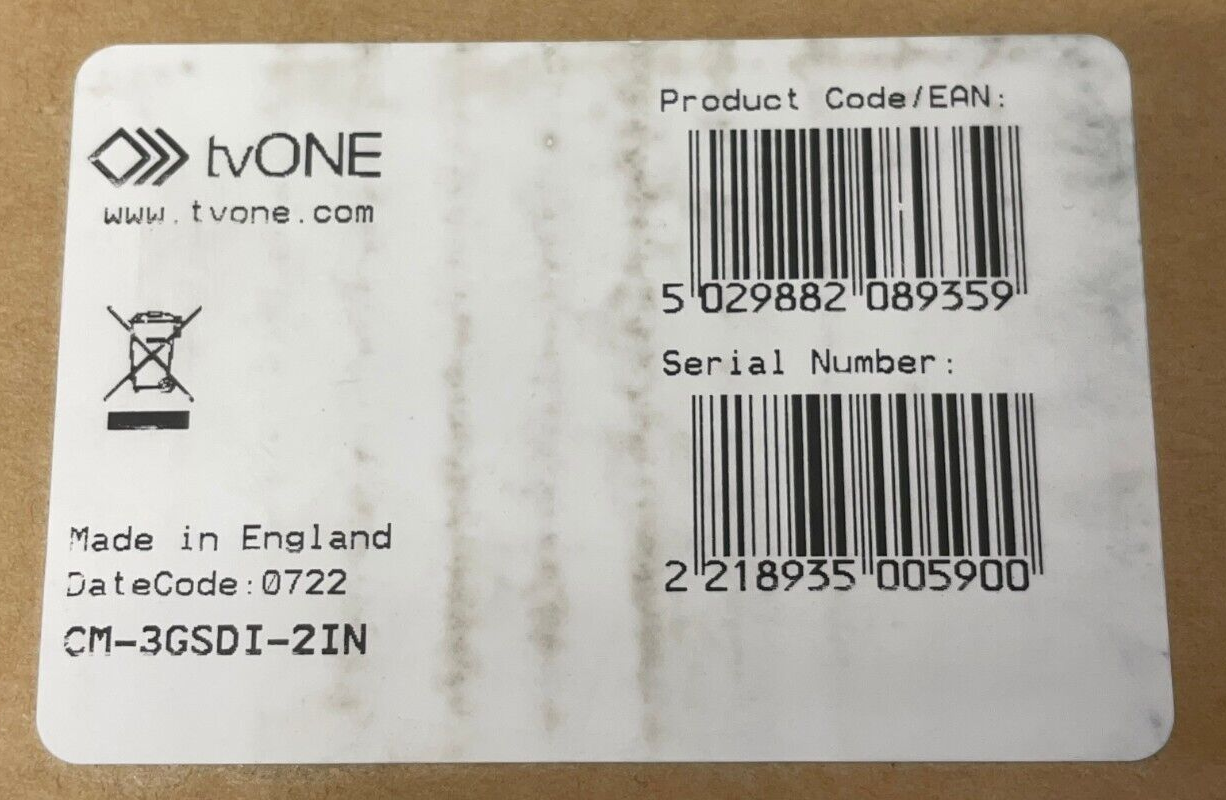 tvONE
www.tvone.com
Made in England
DateCode:0722
CM-3GSDI-2IN
Product Code/EAN:
5 029882 089359
Serial Number:
2 218935 005900